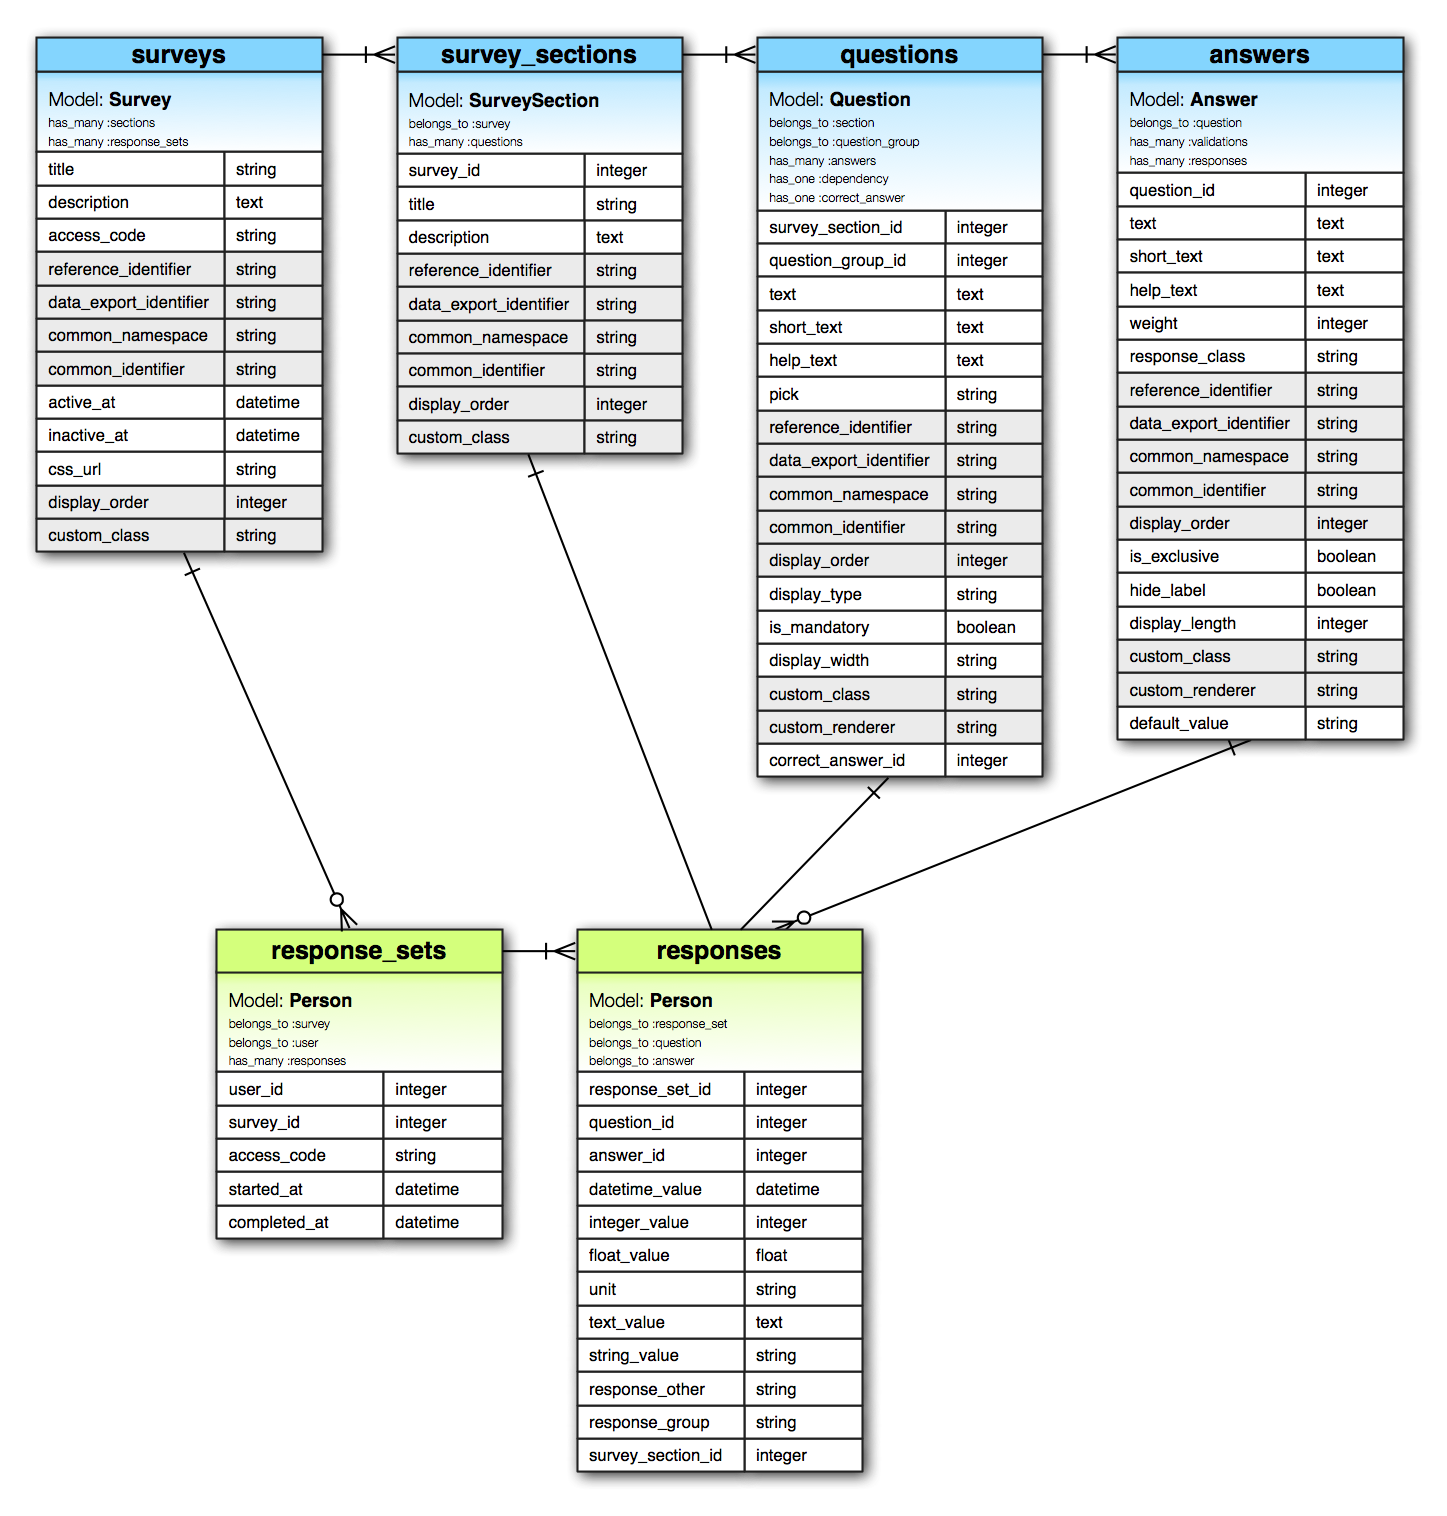 surveys
Model: Survey
has_many :sections
has_many :response_sets
title string
description text
access_code string
reference_identifier string
data_export_identifier string
common_namespace string
common_identifier string
active_at datetime
inactive_at datetime
css_url string
display_order integer
custom_class string
survey_sections
Model: SurveySection
belongs_to :survey
has_many :questions
survey_id integer
title string
description text
reference_identifier string
data_export_identifier string
common_namespace string
common_identifier string
display_order integer
custom_class string
questions
Model: Question
belongs_to :section
belongs_to :question_group
has_many :answers
has_one :dependency
has_one :correct_answer
survey_section_id integer
question_group_id integer
text text
short_text text
help_text text
pick string
reference_identifier string
data_export_identifier string
common_namespace string
common_identifier string
display_order integer
display_type string
is_mandatory boolean
display_width string
custom_class string
custom_renderer string
correct_answer_id integer
answers
Model: Answer
belongs_to :question
has_many :validations
has_many :responses
question_id integer
text text
short_text text
help_text text
weight integer
response_class string
reference_identifier string
data_export_identifier string
common_namespace string
common_identifier string
display_order integer
is_exclusive boolean
hide_label boolean
display_length integer
custom_class string
custom_renderer string
default_value string
response_sets
Model: Person
belongs_to :survey
belongs_to :user
has_many :responses
user_id integer
survey_id integer
access_code string
started_at datetime
completed_at datetime
responses
Model: Person
belongs_to :response_set
belongs_to :question
belongs_to :answer
response_set_id integer
question_id integer
answer_id integer
datetime_value datetime
integer_value integer
float_value float
unit string
text_value text
string_value string
response_other string
response_group string
survey_section_id integer